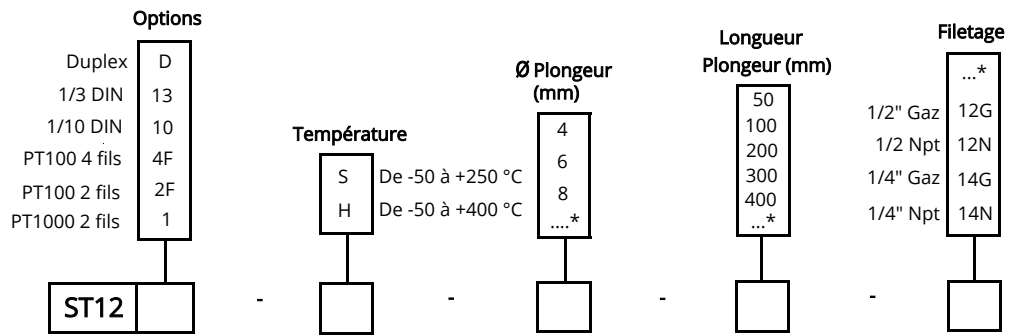 Options
Duplex D
1/3 DIN 13
1/10 DIN 10
PT100 4 fils 4F
PT100 2 fils 2F
PT1000 2 fils 1
Température
S De -50 à +250 °C
H De -50 à +400 °C
Ø Plongeur
(mm)
4
6
8
....*
Longueur
Plongeur (mm)
50
100
200
300
400
...*
Filetage
...*
1/2" Gaz 12G
1/2 Npt 12N
1/4" Gaz 14G
1/4" Npt 14N
ST12 - - - -